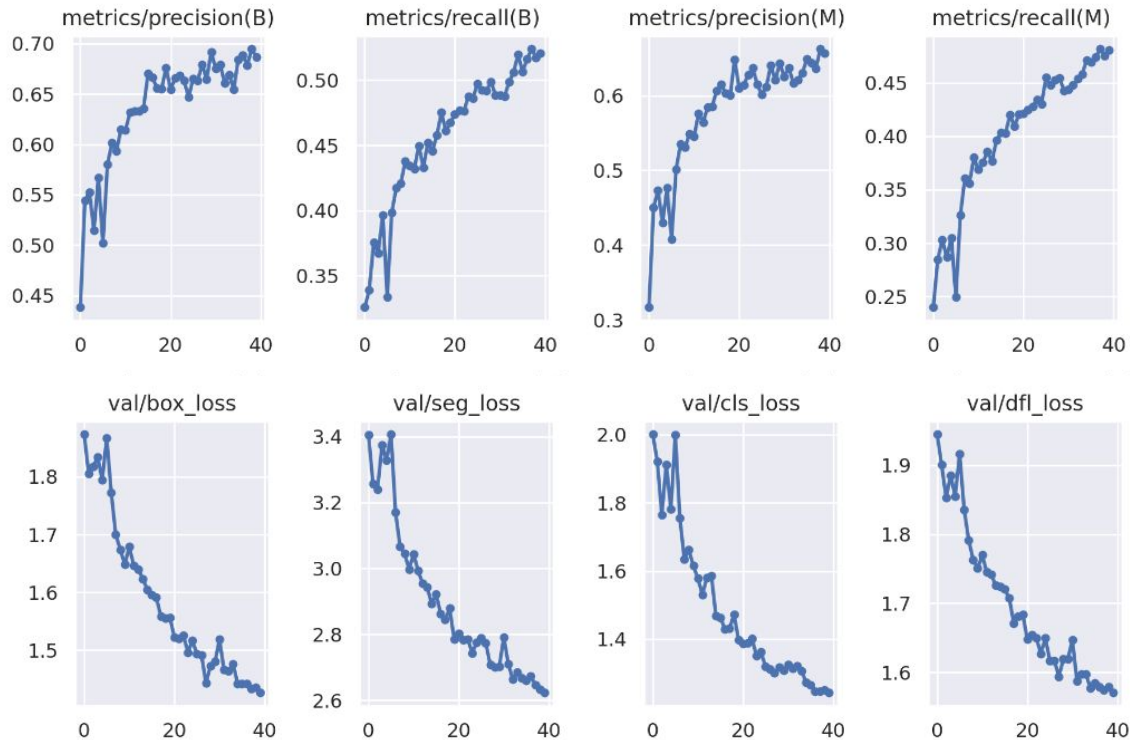 metrics/precision(B)
metrics/recall(B)
metrics/precision(M)
metrics/recall(M)
0.70
0.65
0.60
0.55
0.50
0.45
0 20 40
0.50
0.45
0.40
0.35
0 20 40
0.6
0.5
0.4
0.3
0 20 40
0.45
0.40
0.35
0.30
0.25
0 20 40
val/box_loss
val/seg_loss
val/cls_loss
val/dfl_loss
1.8
1.7
1.6
1.5
0 20 40
3.4
3.2
3.0
2.8
2.6
0 20 40
2.0
1.8
1.6
1.4
0 20 40
1.9
1.8
1.7
1.6
0 20 40